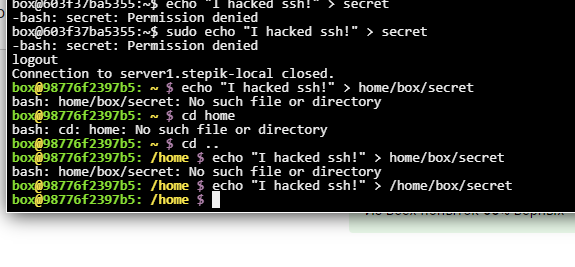 box@603f37ba5355:~$ echo "I hacked ssh!" > secret
-bash: secret: Permission denied
box@603f37ba5355:~$ sudo echo "I hacked ssh!" > secret
-bash: secret: Permission denied
logout
Connection to server1.stepik-local closed.
box@98776f2397b5: ~ $ echo "I hacked ssh!" > home/box/secret
bash: home/box/secret: No such file or directory
box@98776f2397b5: ~ $ cd home
bash: cd: home: No such file or directory
box@98776f2397b5: ~ $ cd ..
box@98776f2397b5: /home $ echo "I hacked ssh!" > home/box/secret
bash: home/box/secret: No such file or directory
box@98776f2397b5: /home $ echo "I hacked ssh!" > /home/box/secret
box@98776f2397b5: /home $